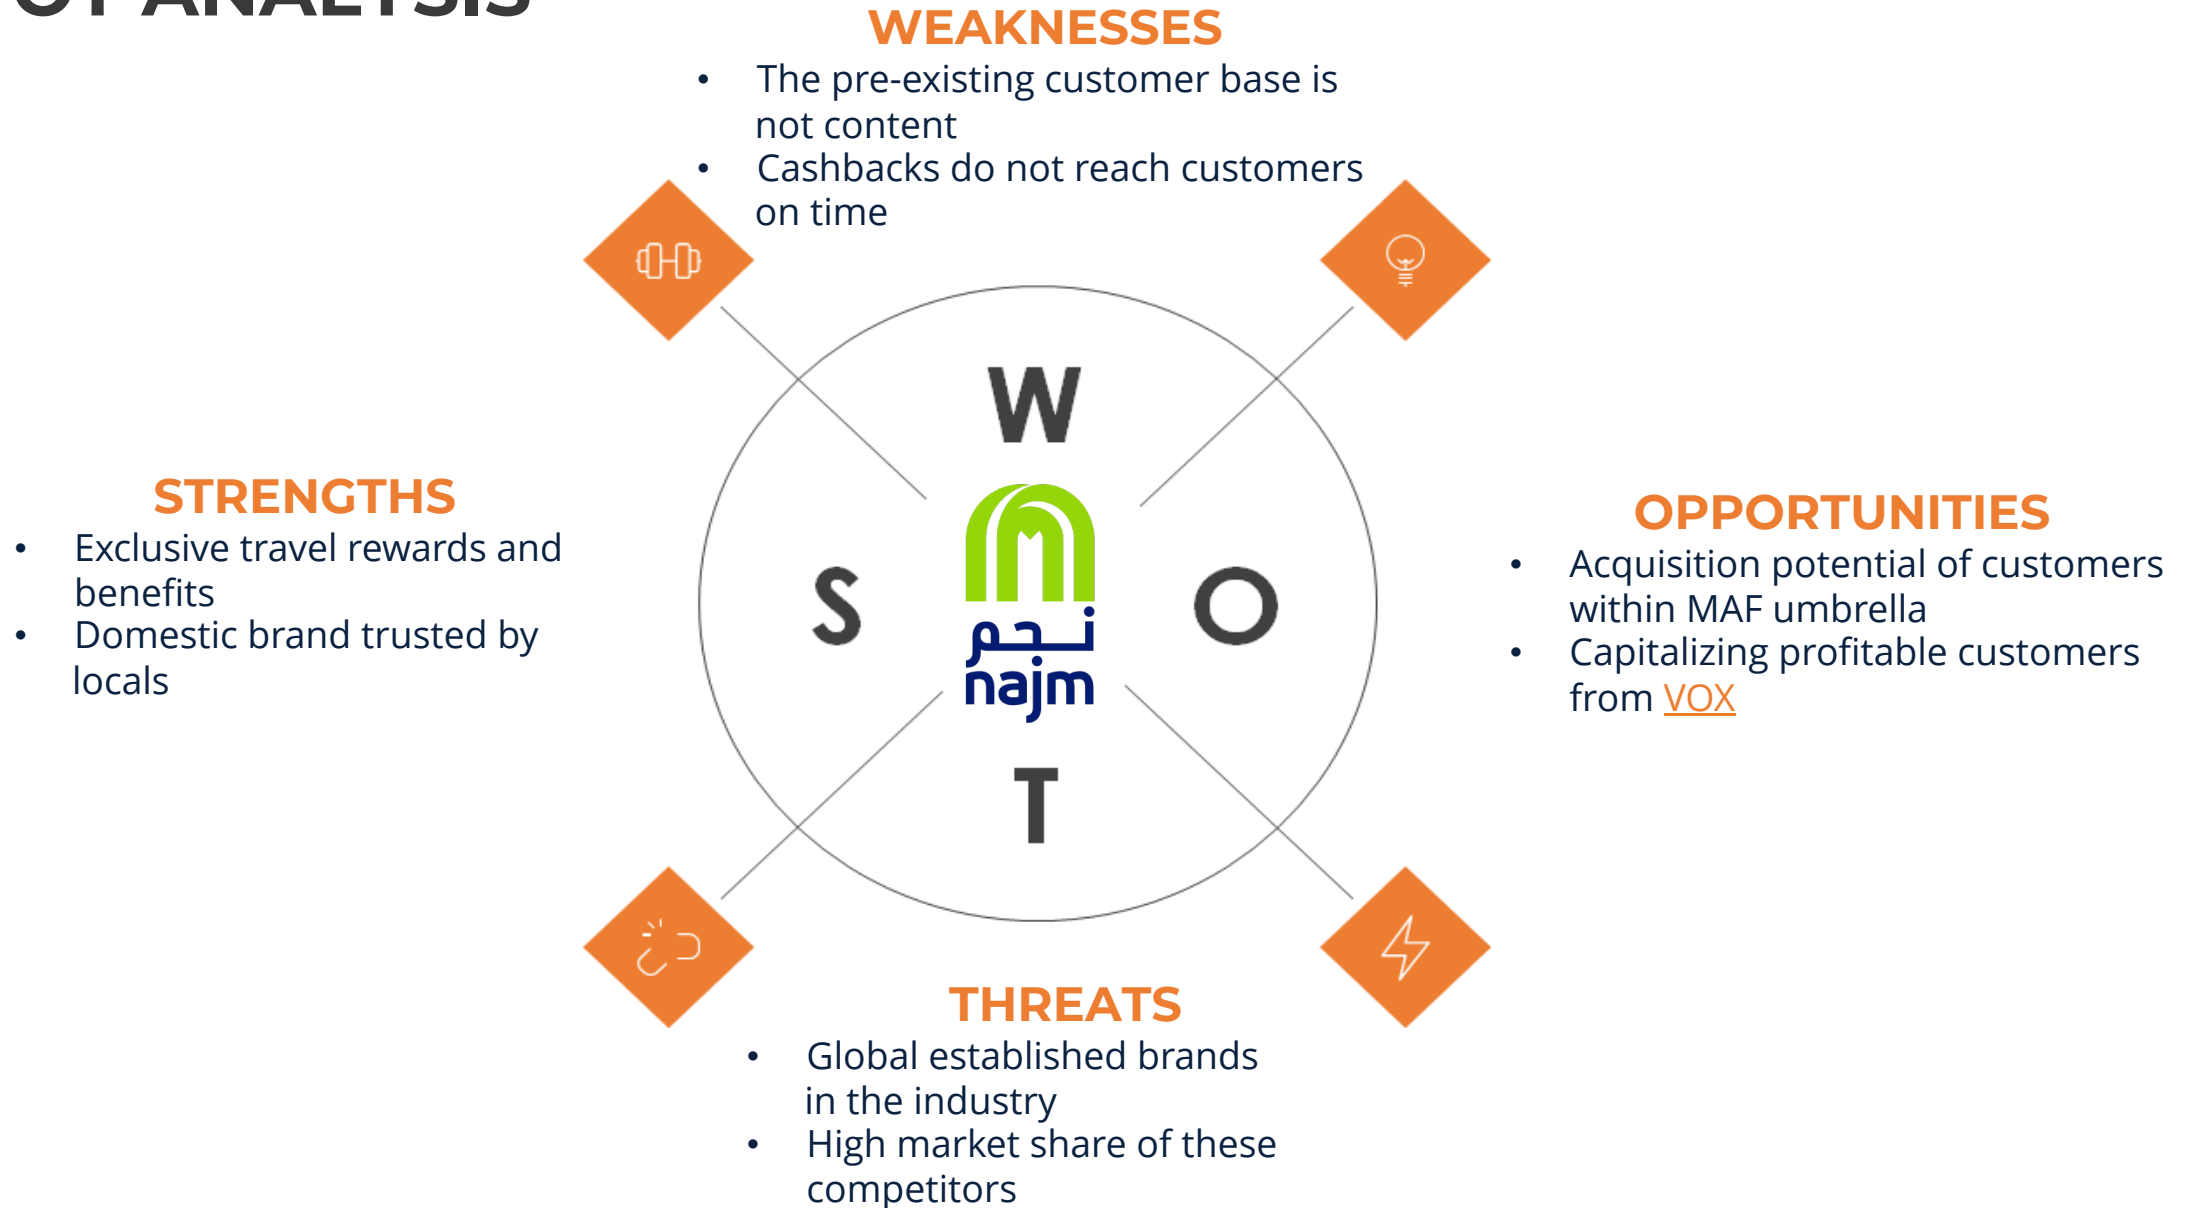 ANALYSIS
WEAKNESSES
• The pre-existing customer base is
not content
• Cashbacks do not reach customers
on time
STRENGTHS
• Exclusive travel rewards and
benefits
• Domestic brand trusted by
locals
W
S
O
T
نجم
najm
OPPORTUNITIES
• Acquisition potential of customers
within MAF umbrella
• Capitalizing profitable customers
from VOX
THREATS
• Global established brands
in the industry
• High market share of these
competitors